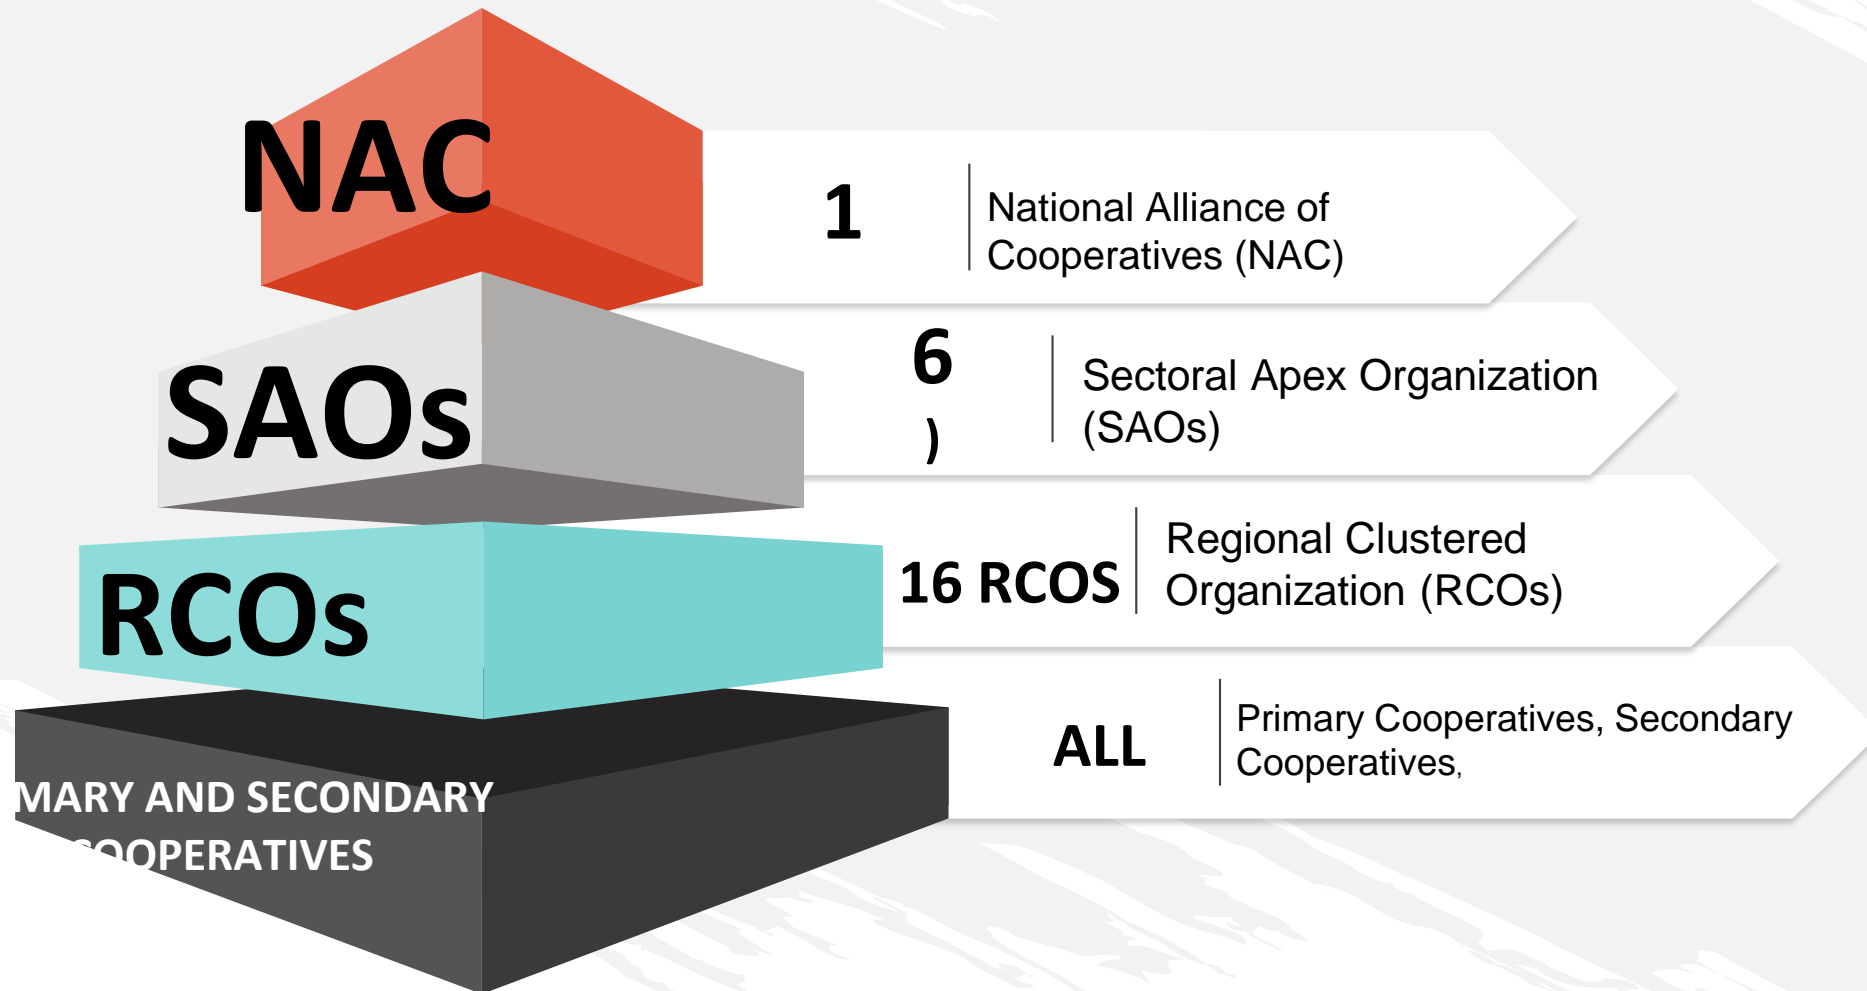 NAC
1
National Alliance of
Cooperatives (NAC)
SAOs
6
)
Sectoral Apex Organization
(SAOs)
RCOs
16 RCOS
Regional Clustered
Organization (RCOs)
MARY AND SECONDARY
COOPERATIVES
ALL
Primary Cooperatives, Secondary
Cooperatives,